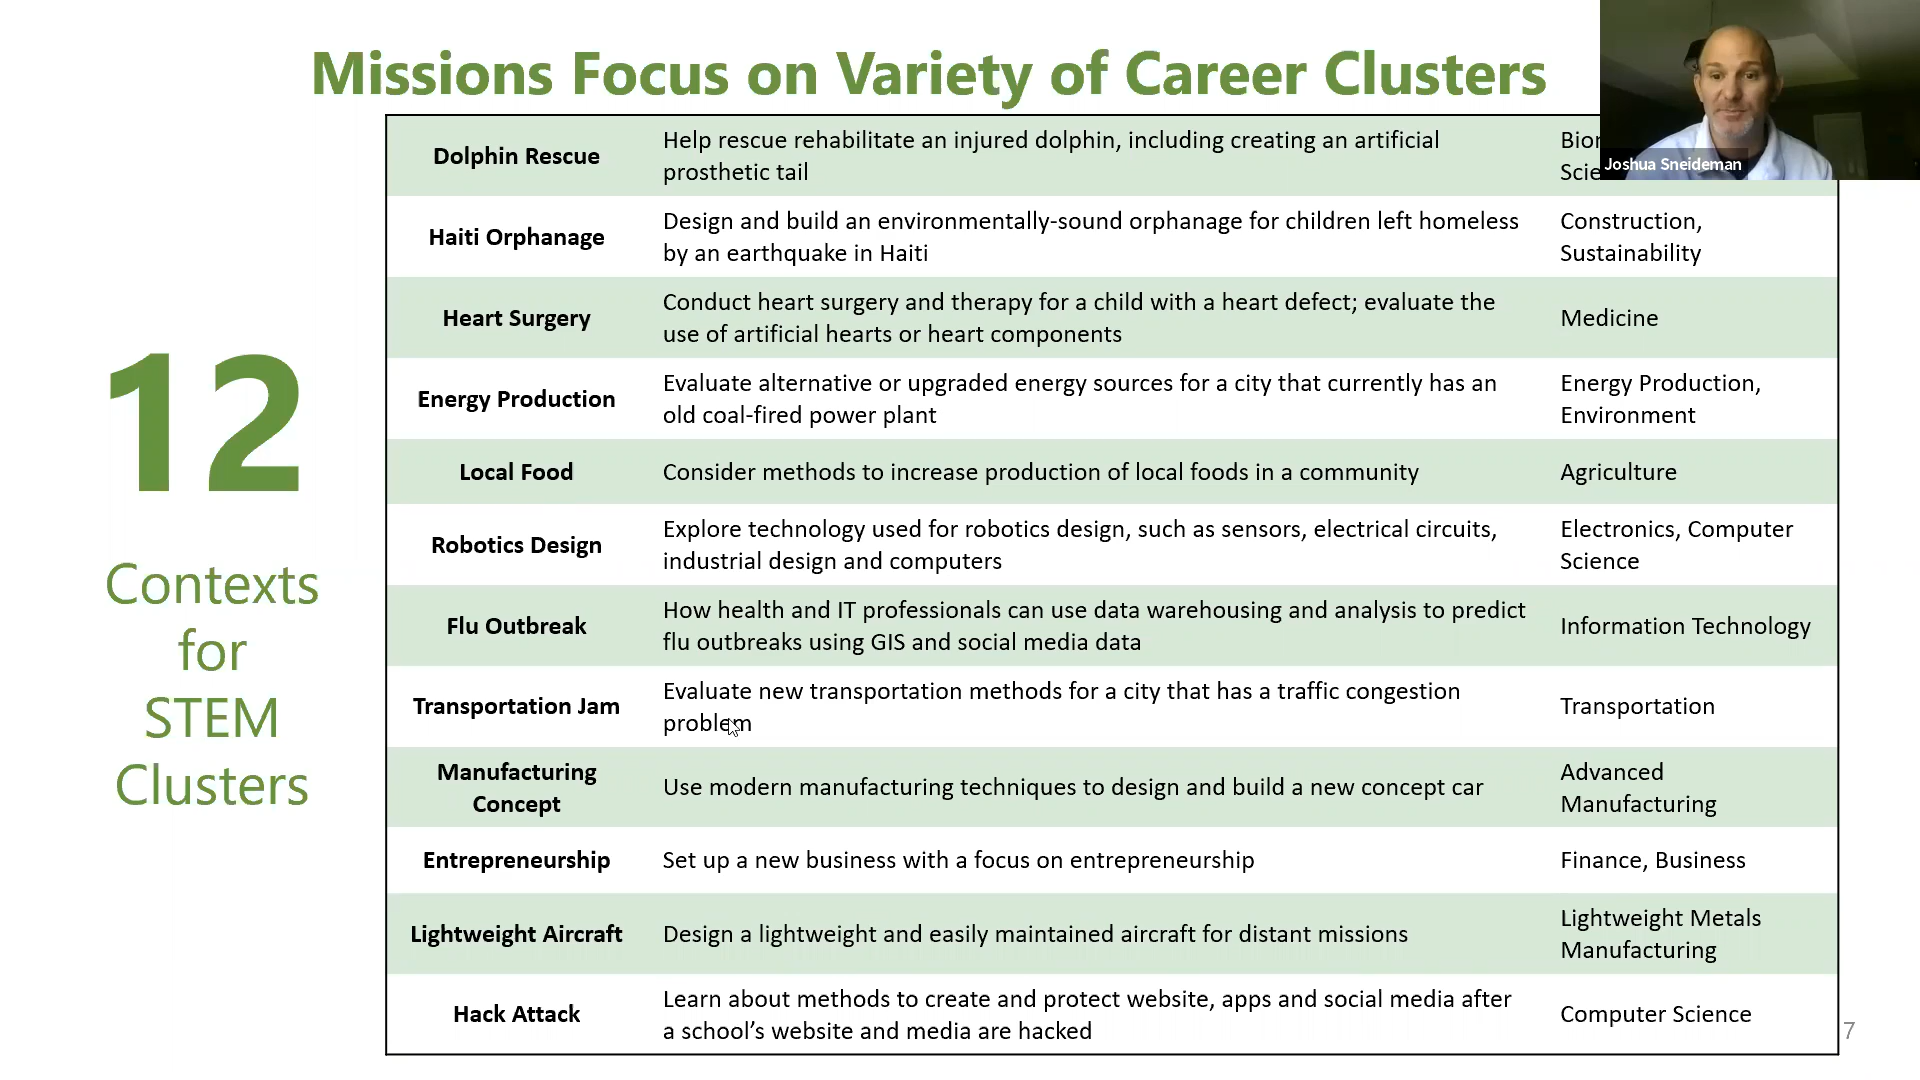 Missions Focus on Variety of Career Clusters
Joshua Sneideman
12
Contexts
for
STEM
Clusters
Dolphin Rescue
Help rescue rehabilitate an injured dolphin, including creating an artificial
prosthetic tail
Haiti Orphanage
Design and build an environmentally-sound orphanage for children left homeless
by an earthquake in Haiti
Construction,
Sustainability
Heart Surgery
Conduct heart surgery and therapy for a child with a heart defect; evaluate the
use of artificial hearts or heart components
Medicine
Energy Production
Evaluate alternative or upgraded energy sources for a city that currently has an
old coal-fired power plant
Energy Production,
Environment
Local Food
Consider methods to increase production of local foods in a community
Agriculture
Robotics Design
Explore technology used for robotics design, such as sensors, electrical circuits,
industrial design and computers
Electronics, Computer
Science
Flu Outbreak
How health and IT professionals can use data warehousing and analysis to predict
flu outbreaks using GIS and social media data
Information Technology
Transportation Jam
Evaluate new transportation methods for a city that has a traffic congestion
problem
Transportation
Manufacturing
Concept
Use modern manufacturing techniques to design and build a new concept car
Advanced
Manufacturing
Entrepreneurship
Set up a new business with a focus on entrepreneurship
Finance, Business
Lightweight Aircraft
Design a lightweight and easily maintained aircraft for distant missions
Lightweight Metals
Manufacturing
Hack Attack
Learn about methods to create and protect website, apps and social media after
a school’s website and media are hacked
Computer Science
7